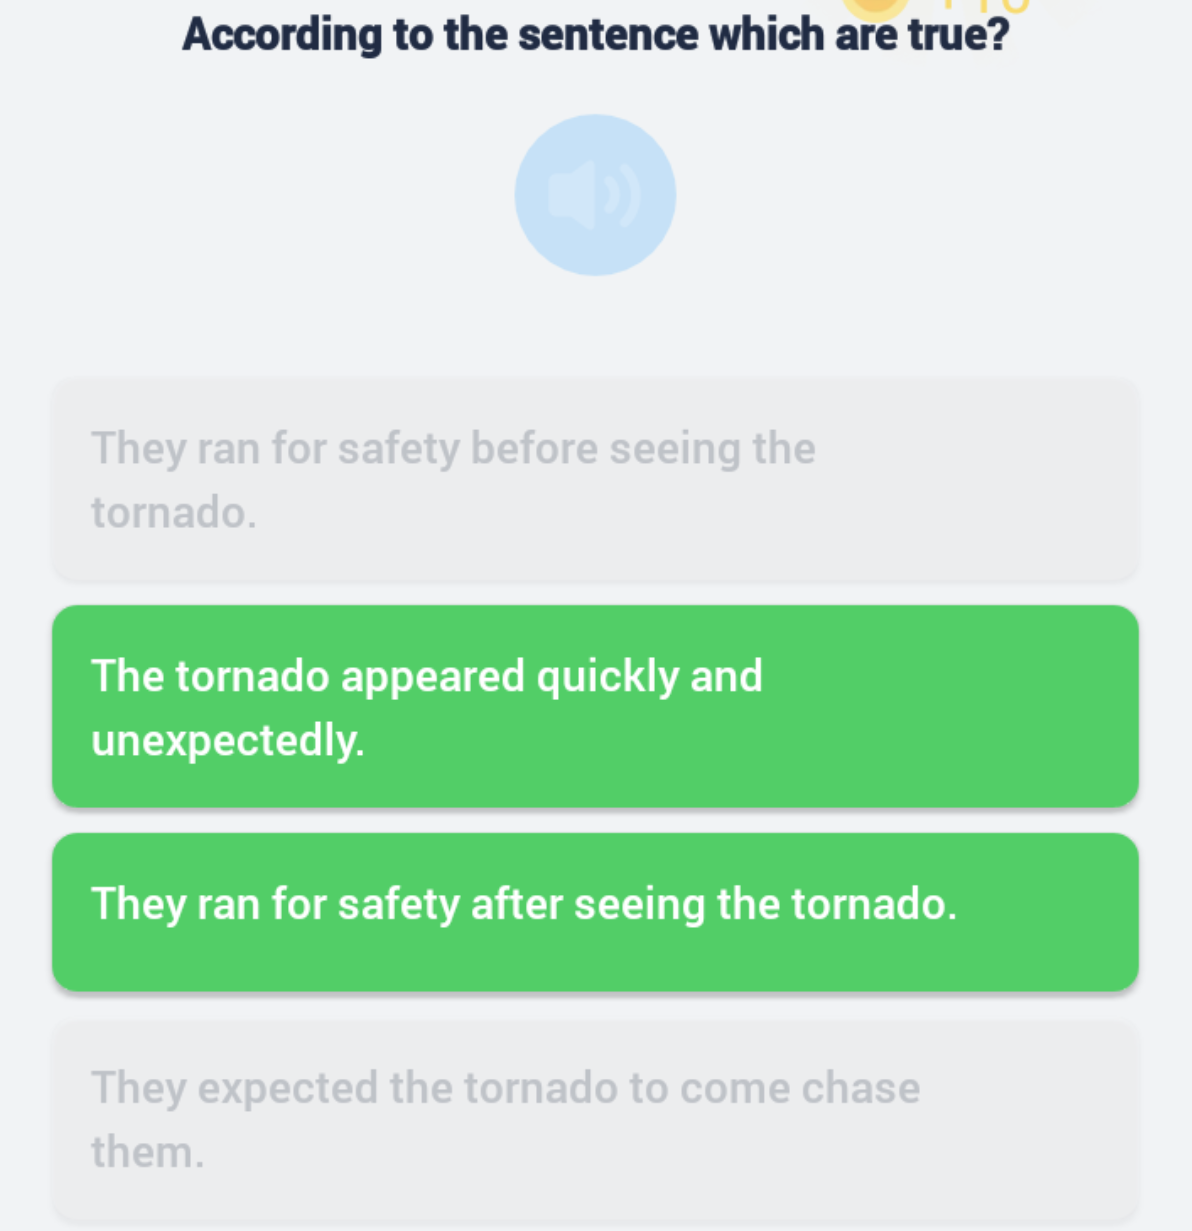 According to the sentence which are true?
They ran for safety before seeing the
tornado.
The tornado appeared quickly and
unexpectedly.
They ran for safety after seeing the tornado.
They expected the tornado to come chase
them.